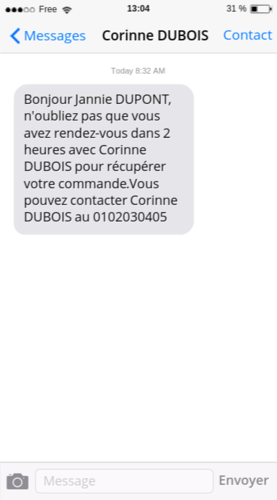 Free 13:04 31 %
Messages Corinne DUBOIS Contact
Today 8:32 AM
Bonjour Jannie DUPONT,
n'oubliez pas que vous
avez rendez-vous dans 2
heures avec Corinne
DUBOIS pour récupérer
votre commande.Vous
pouvez contacter Corinne
DUBOIS au 0102030405
Message Envoyer